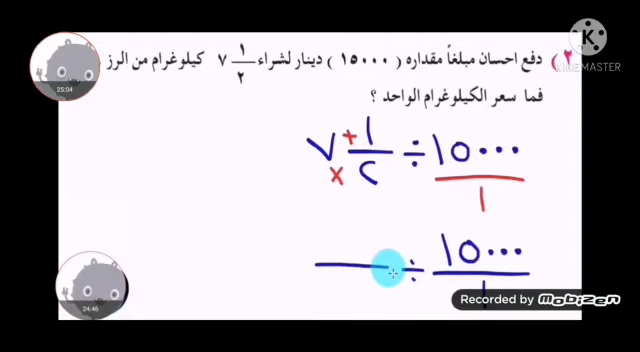 ٢) دفع احسان مبلغاً مقداره ( ١٥٠٠٠ ) دينار لشراء ٧ ١/٢ كيلوغرام من الرز
فما سعر الكيلوغرام الواحد ؟
١٥٠٠٠/١ ÷ ٧ ١/٢
+
×
١٥٠٠٠/١ ÷
25:04
24:46
KINEMASTER
Recorded by Mobizen